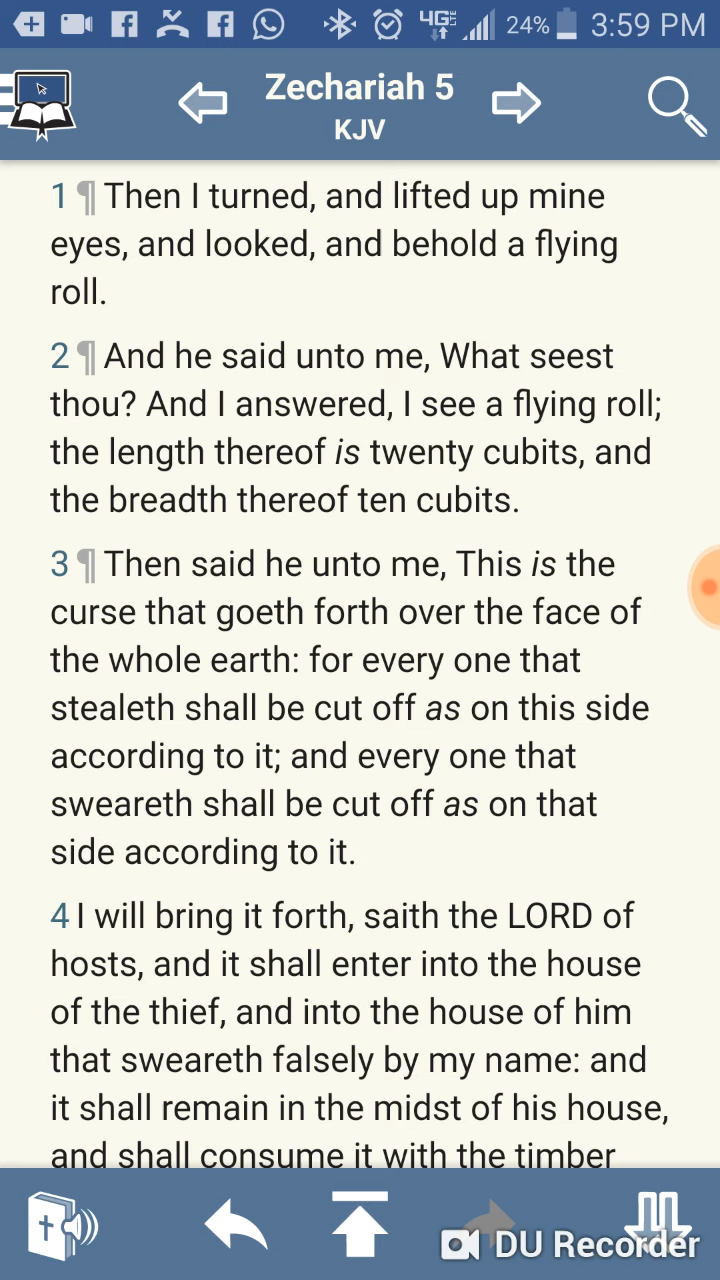 24% 3:59 PM
Zechariah 5
KJV
1 ¶ Then I turned, and lifted up mine
eyes, and looked, and behold a flying
roll.
2 ¶ And he said unto me, What seest
thou? And I answered, I see a flying roll;
the length thereof is twenty cubits, and
the breadth thereof ten cubits.
3 ¶ Then said he unto me, This is the
curse that goeth forth over the face of
the whole earth: for every one that
stealeth shall be cut off as on this side
according to it; and every one that
sweareth shall be cut off as on that
side according to it.
4 I will bring it forth, saith the LORD of
hosts, and it shall enter into the house
of the thief, and into the house of him
that sweareth falsely by my name: and
it shall remain in the midst of his house,
and shall consume it with the timber
DU Recorder